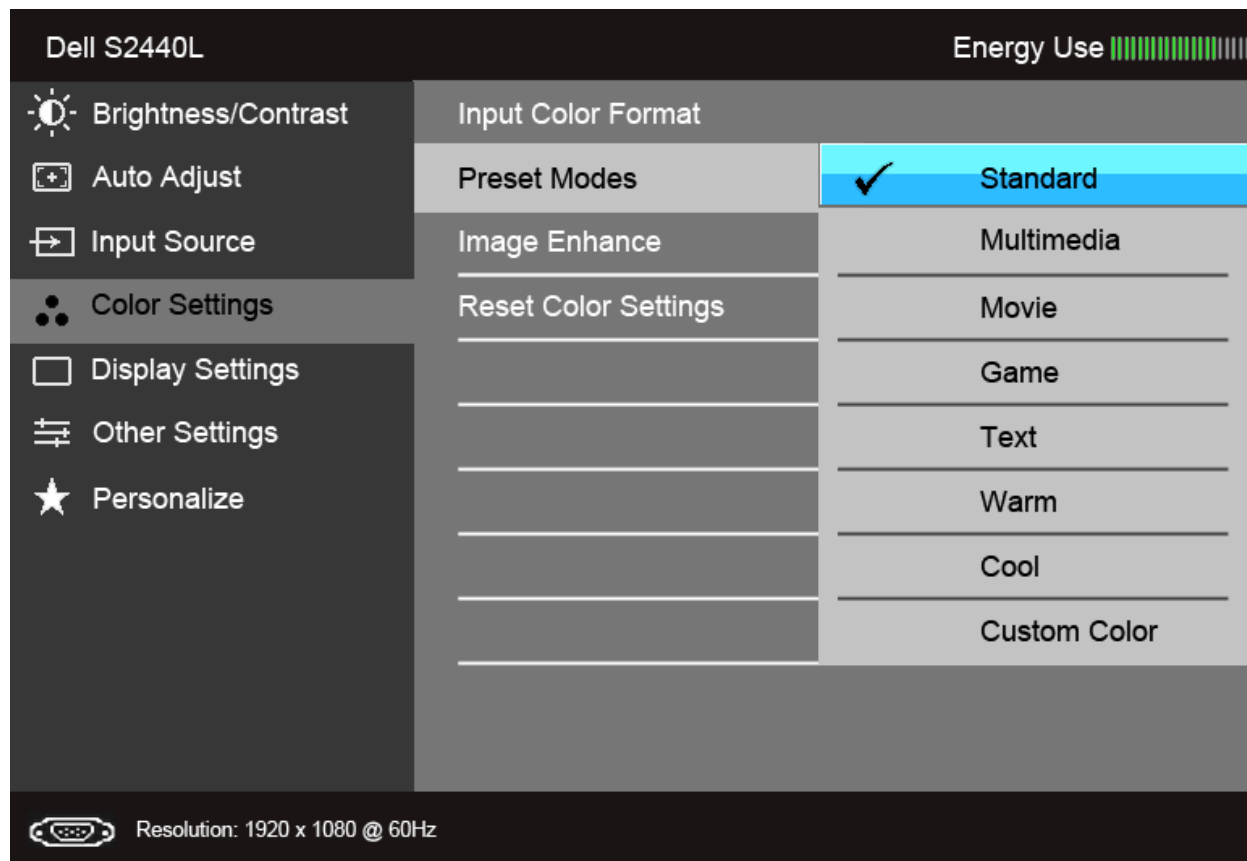 Dell S2440L
Energy Use
Brightness/Contrast
Auto Adjust
Input Source
Color Settings
Display Settings
Other Settings
Personalize
Input Color Format
Preset Modes
Image Enhance
Reset Color Settings
Standard
Multimedia
Movie
Game
Text
Warm
Cool
Custom Color
Resolution: 1920 x 1080 @ 60Hz